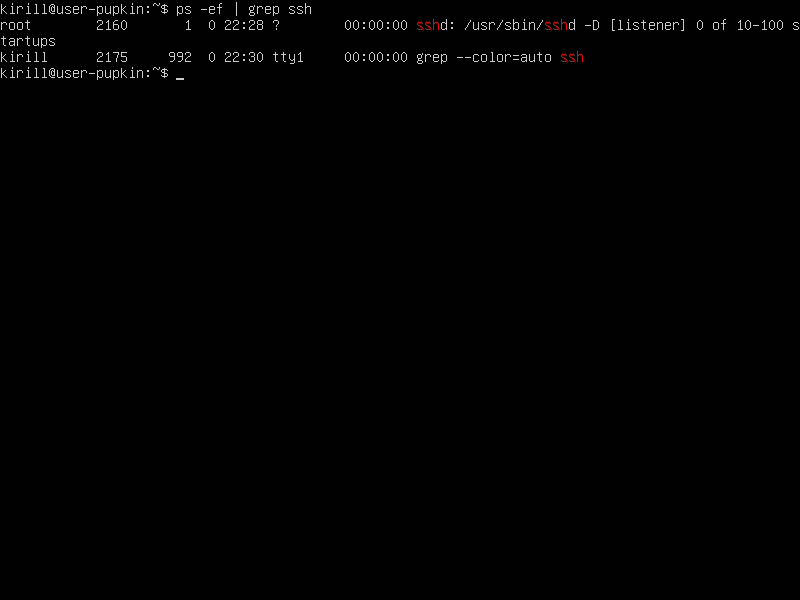 kirill@user-pupkin:~$ ps -ef | grep ssh
root        2160       1  0 22:28 ?        00:00:00 sshd: /usr/sbin/sshd -D [listener] 0 of 10-100 s
tartups
kirill      2175     992  0 22:30 tty1     00:00:00 grep --color=auto ssh
kirill@user-pupkin:~$ _